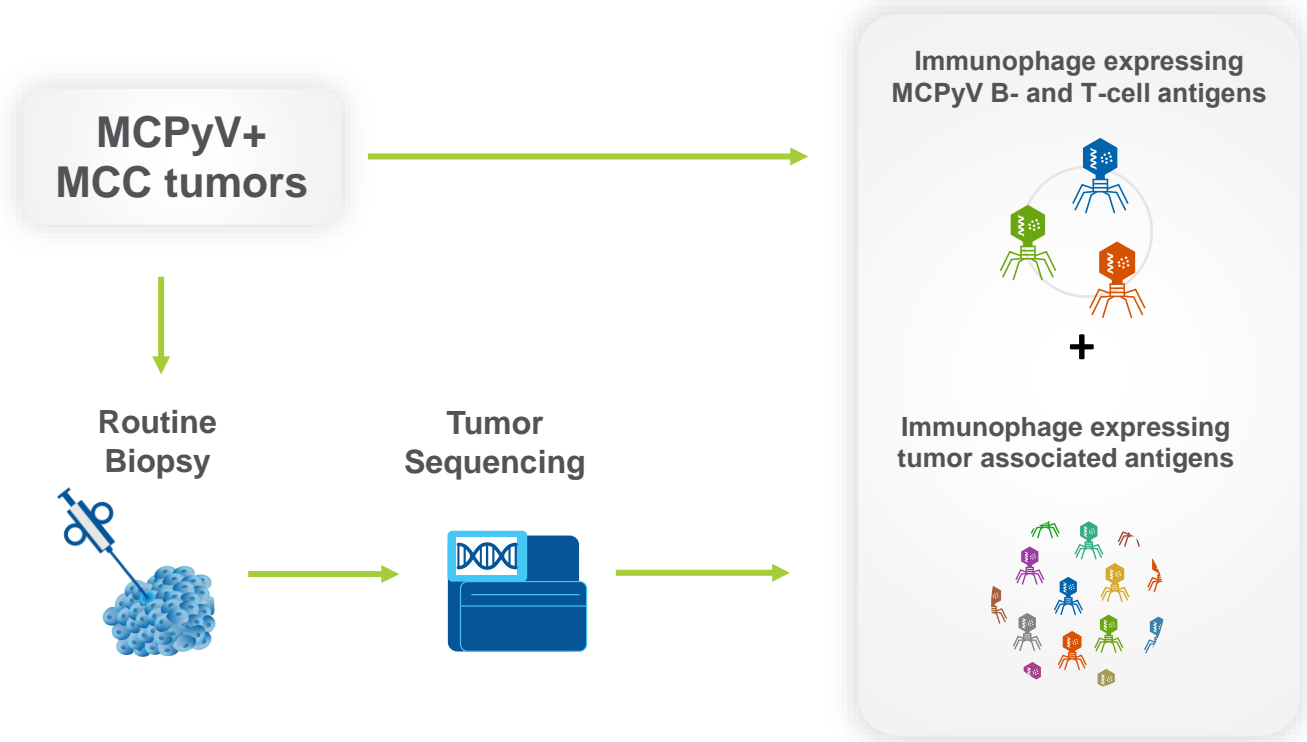 MCPyV+
MCC tumors
Immunophage expressing
MCPyV B- and T-cell antigens
+
Routine
Biopsy
Tumor
Sequencing
Immunophage expressing
tumor associated antigens